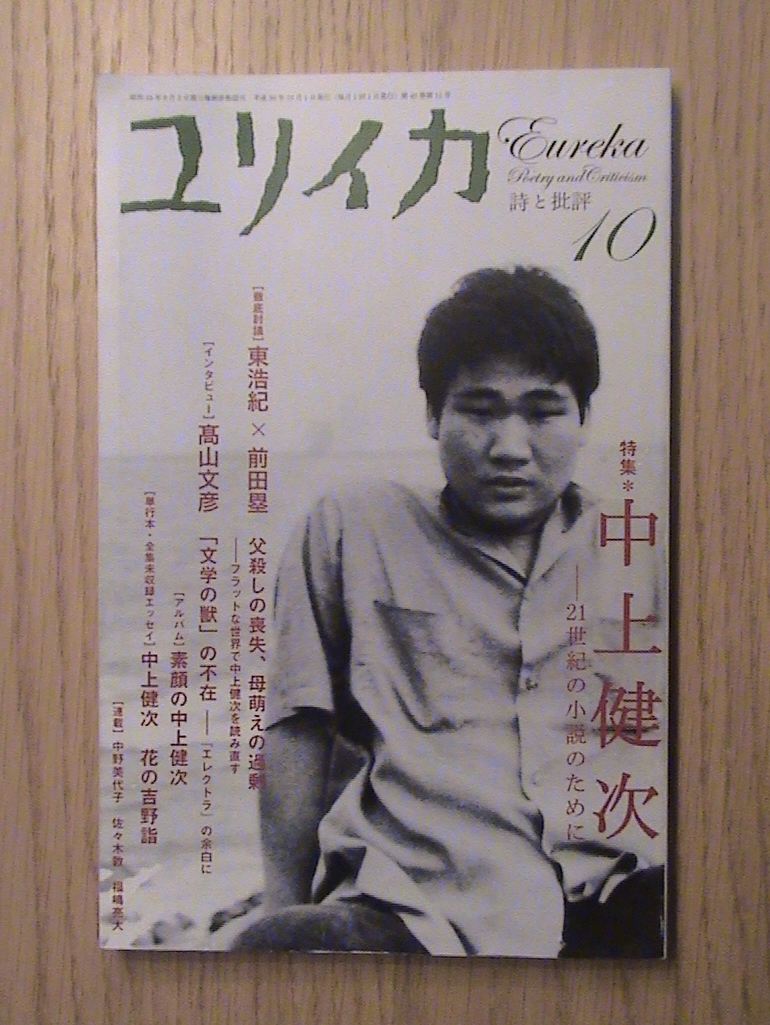 ユリイカ
Eureka
Poetry and Criticism
詩と批評
10
特集*
中上健次
——21世紀の小説のために
[徹底討議]東浩紀×前田塁 父殺しの喪失、母萌えの過剰
——フラットな世界で中上健次を読み直す
[インタビュー]髙山文彦 「文学の獣」の不在——『エレクトラ』の余白に
[アルバム]素顔の中上健次
[単行本・全集未収録エッセイ]中上健次 花の吉野詣
[連載]中野美代子 佐々木敦 福嶋亮大